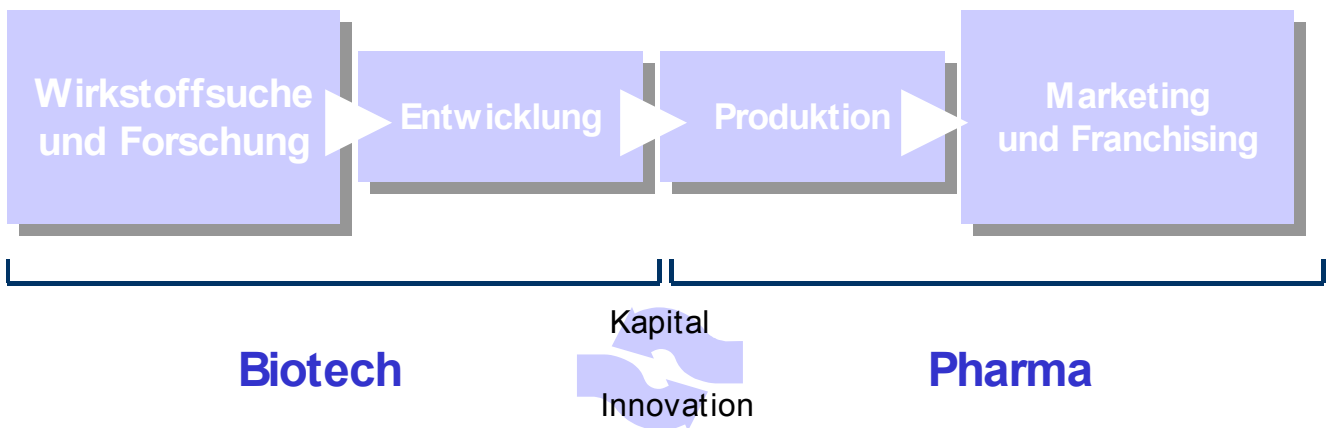 Wirkstoffsuche
und Forschung
Entwicklung
Produktion
Marketing
und Franchising
Kapital
Biotech
Pharma
Innovation